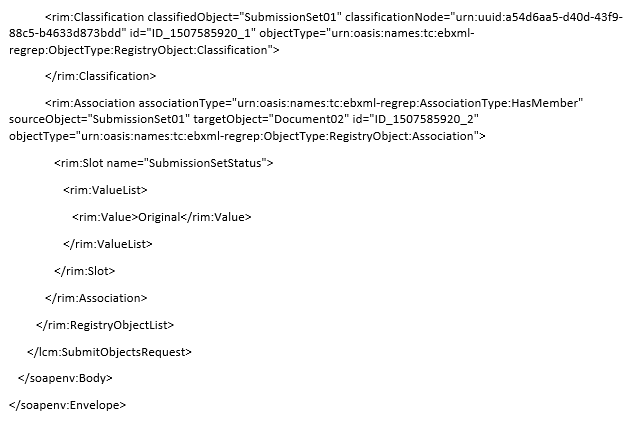 <rim:Classification classifiedObject="SubmissionSet01" classificationNode="urn:uuid:a54d6aa5-d40d-43f9-
88c5-b4633d873bdd" id="ID_1507585920_1" objectType="urn:oasis:names:tc:ebxml-
regrep:ObjectType:RegistryObject:Classification">
</rim:Classification>
<rim:Association associationType="urn:oasis:names:tc:ebxml-regrep:AssociationType:HasMember"
sourceObject="SubmissionSet01" targetObject="Document02" id="ID_1507585920_2"
objectType="urn:oasis:names:tc:ebxml-regrep:ObjectType:RegistryObject:Association">
<rim:Slot name="SubmissionSetStatus">
<rim:ValueList>
<rim:Value>Original</rim:Value>
</rim:ValueList>
</rim:Slot>
</rim:Association>
</rim:RegistryObjectList>
</lcm:SubmitObjectsRequest>
</soapenv:Body>
</soapenv:Envelope>